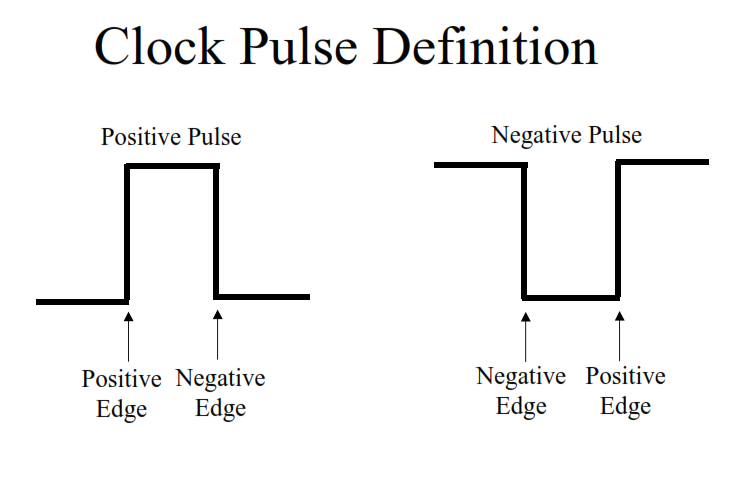 Clock Pulse Definition
Positive Pulse
Negative Pulse
Positive Negative
Edge Edge
Negative Positive
Edge Edge